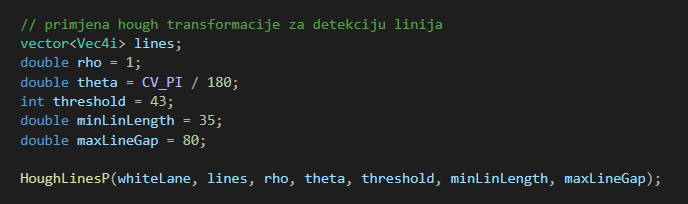 // primjena hough transformacije za detekciju linija
vector<Vec4i> lines;
double rho = 1;
double theta = CV_PI / 180;
int threshold = 43;
double minLinLength = 35;
double maxLineGap = 80;
HoughLinesP(whiteLane, lines, rho, theta, threshold, minLinLength, maxLineGap);